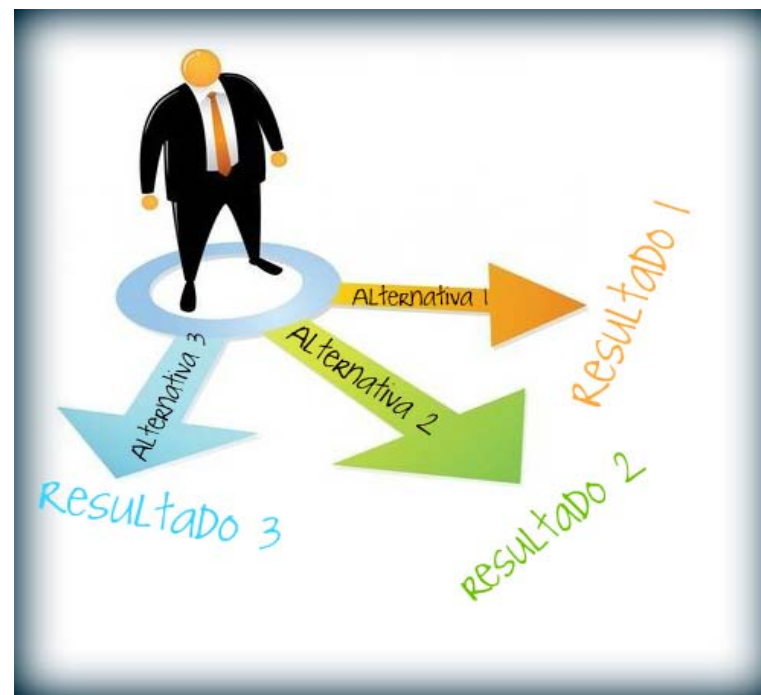 Alternativa 1
Resultado 1
Alternativa 2
Resultado 2
Alternativa 3
Resultado 3